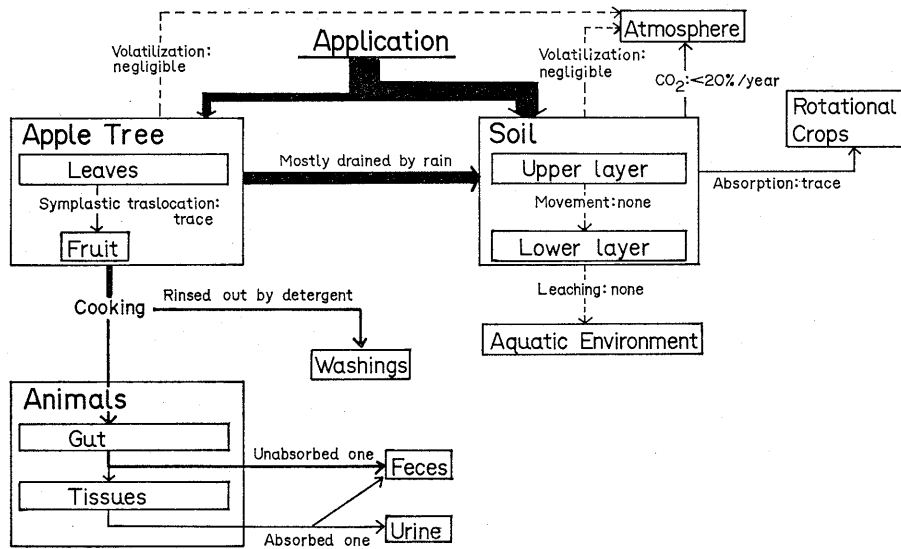 Application
Atmosphere
Volatilization:
negligible
Volatilization:
negligible
CO2:<20%/year
Rotational
Crops
Apple Tree
Leaves
Symplastic traslocation:
trace
Fruit
Mostly drained by rain
Soil
Upper layer
Movement:none
Lower layer
Absorption:trace
Leaching:none
Aquatic Environment
Cooking
Rinsed out by detergent
Washings
Animals
Gut
Tissues
Unabsorbed one
Feces
Absorbed one
Urine